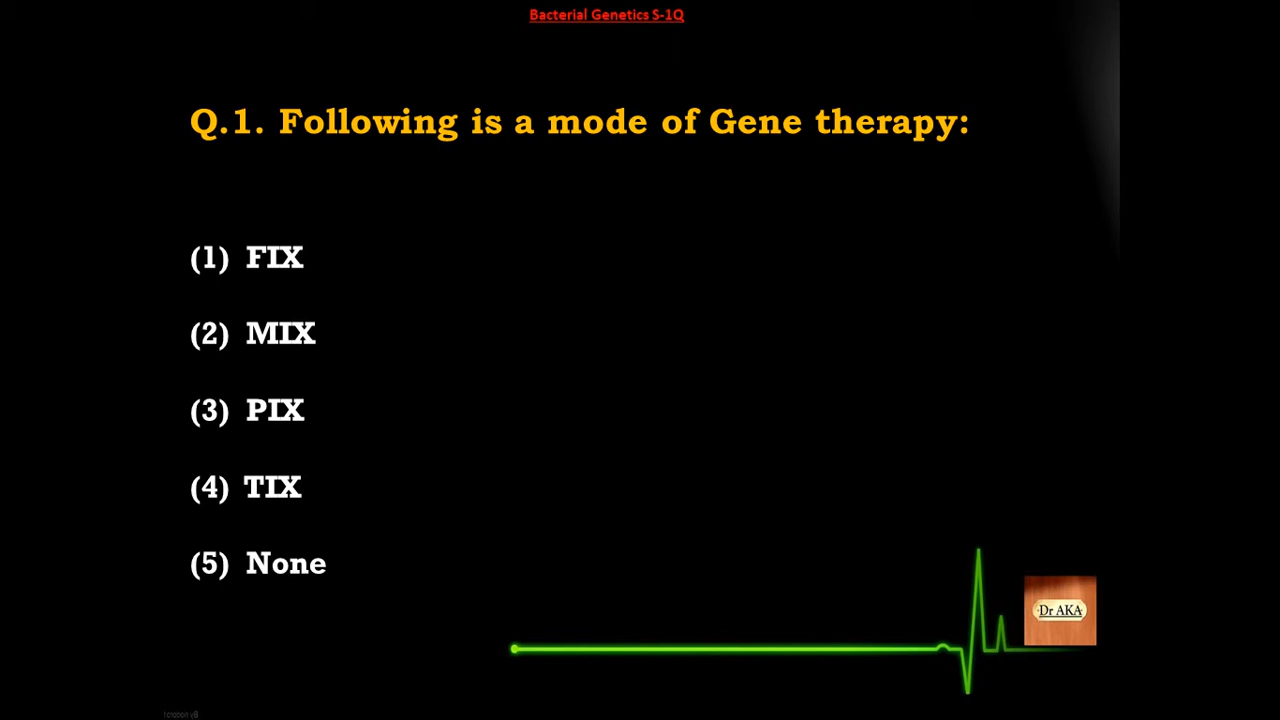 Bacterial Genetics S-1Q
Q.1. Following is a mode of Gene therapy:
(1) FIX
(2) MIX
(3) PIX
(4) TIX
(5) None
Dr AKA